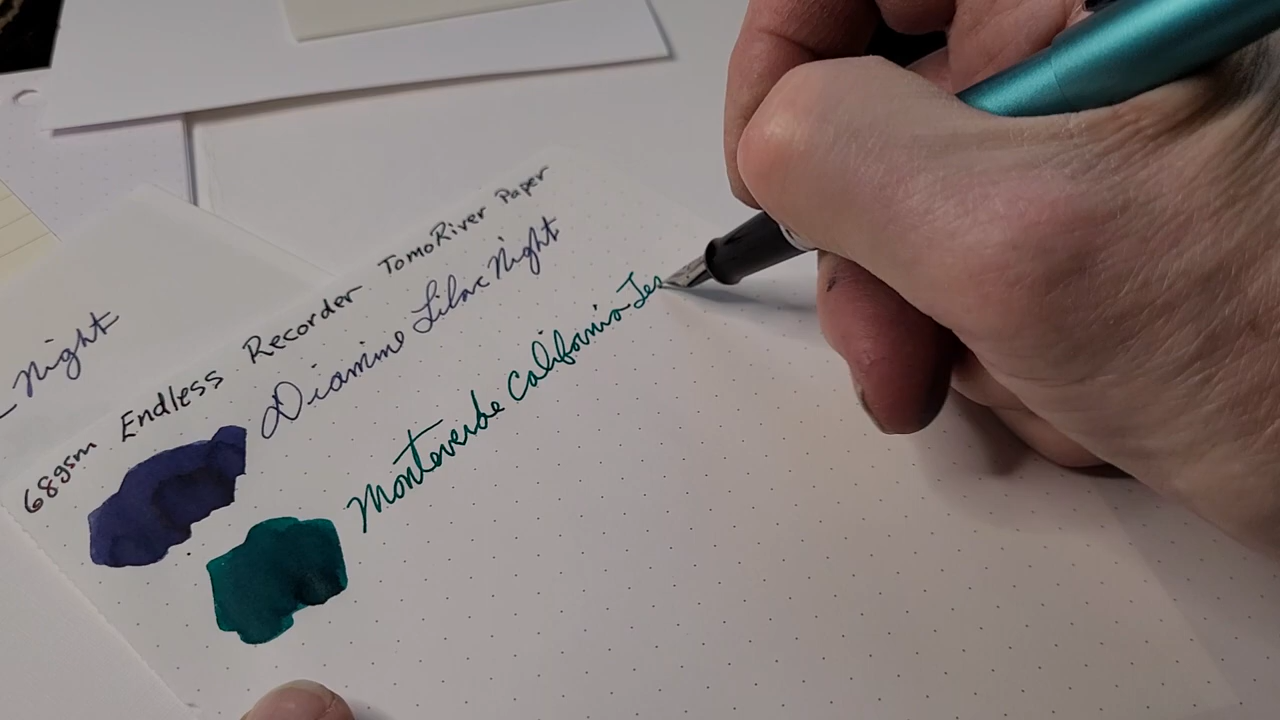 Night
68gsm Endless Recorder TomoRiver Paper
Diamine Lilac Night
Monteverde California Tea